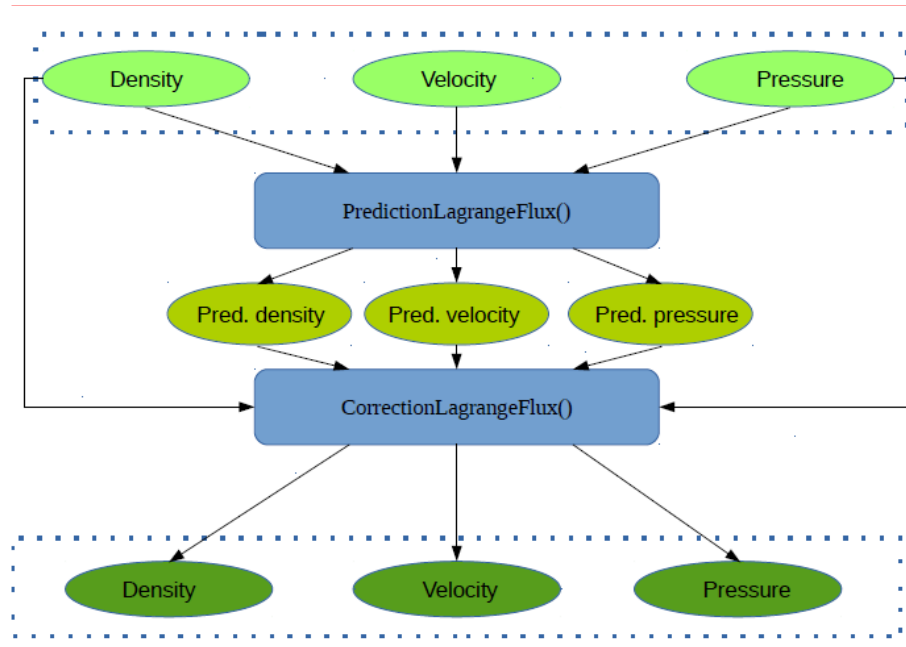 Density
Velocity
Pressure
PredictionLagrangeFlux()
Pred. density
Pred. velocity
Pred. pressure
CorrectionLagrangeFlux()
Density
Velocity
Pressure